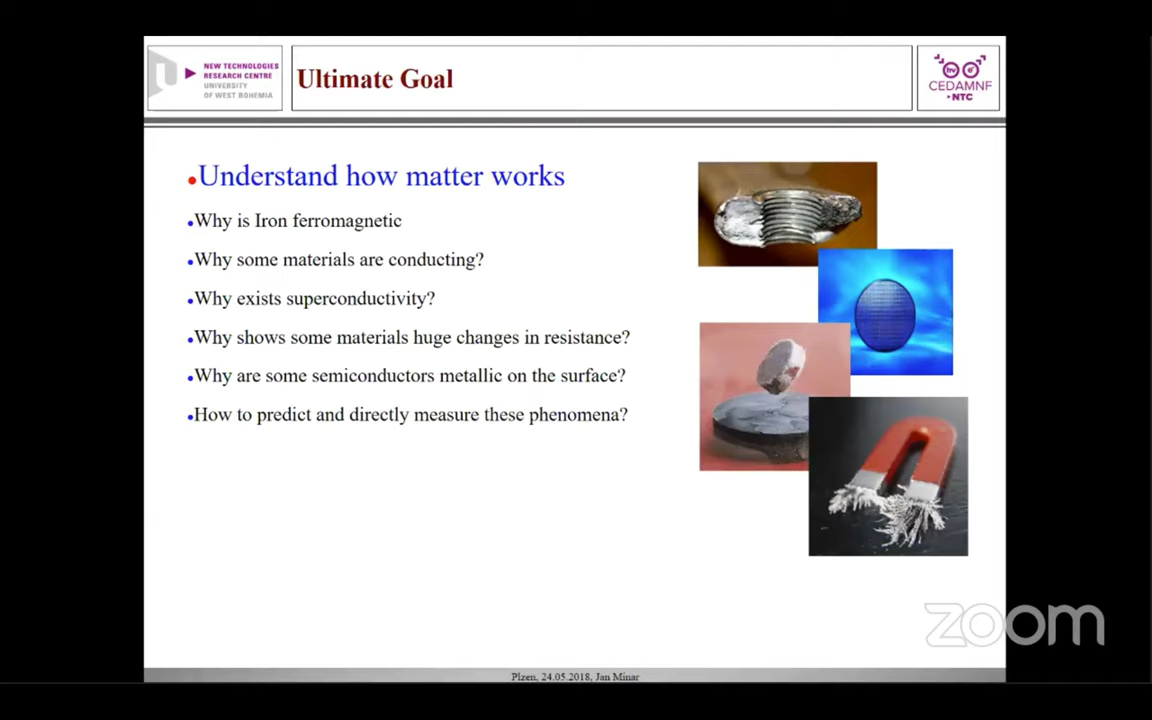 NEW TECHNOLOGIES
RESEARCH CENTRE
UNIVERSITY
OF WEST BOHEMIA
Ultimate Goal
CEDAMNF
• NTC
•Understand how matter works
•Why is Iron ferromagnetic
•Why some materials are conducting?
•Why exists superconductivity?
•Why shows some materials huge changes in resistance?
•Why are some semiconductors metallic on the surface?
•How to predict and directly measure these phenomena?
zoom
Plzen, 24.05.2018, Jan Minar